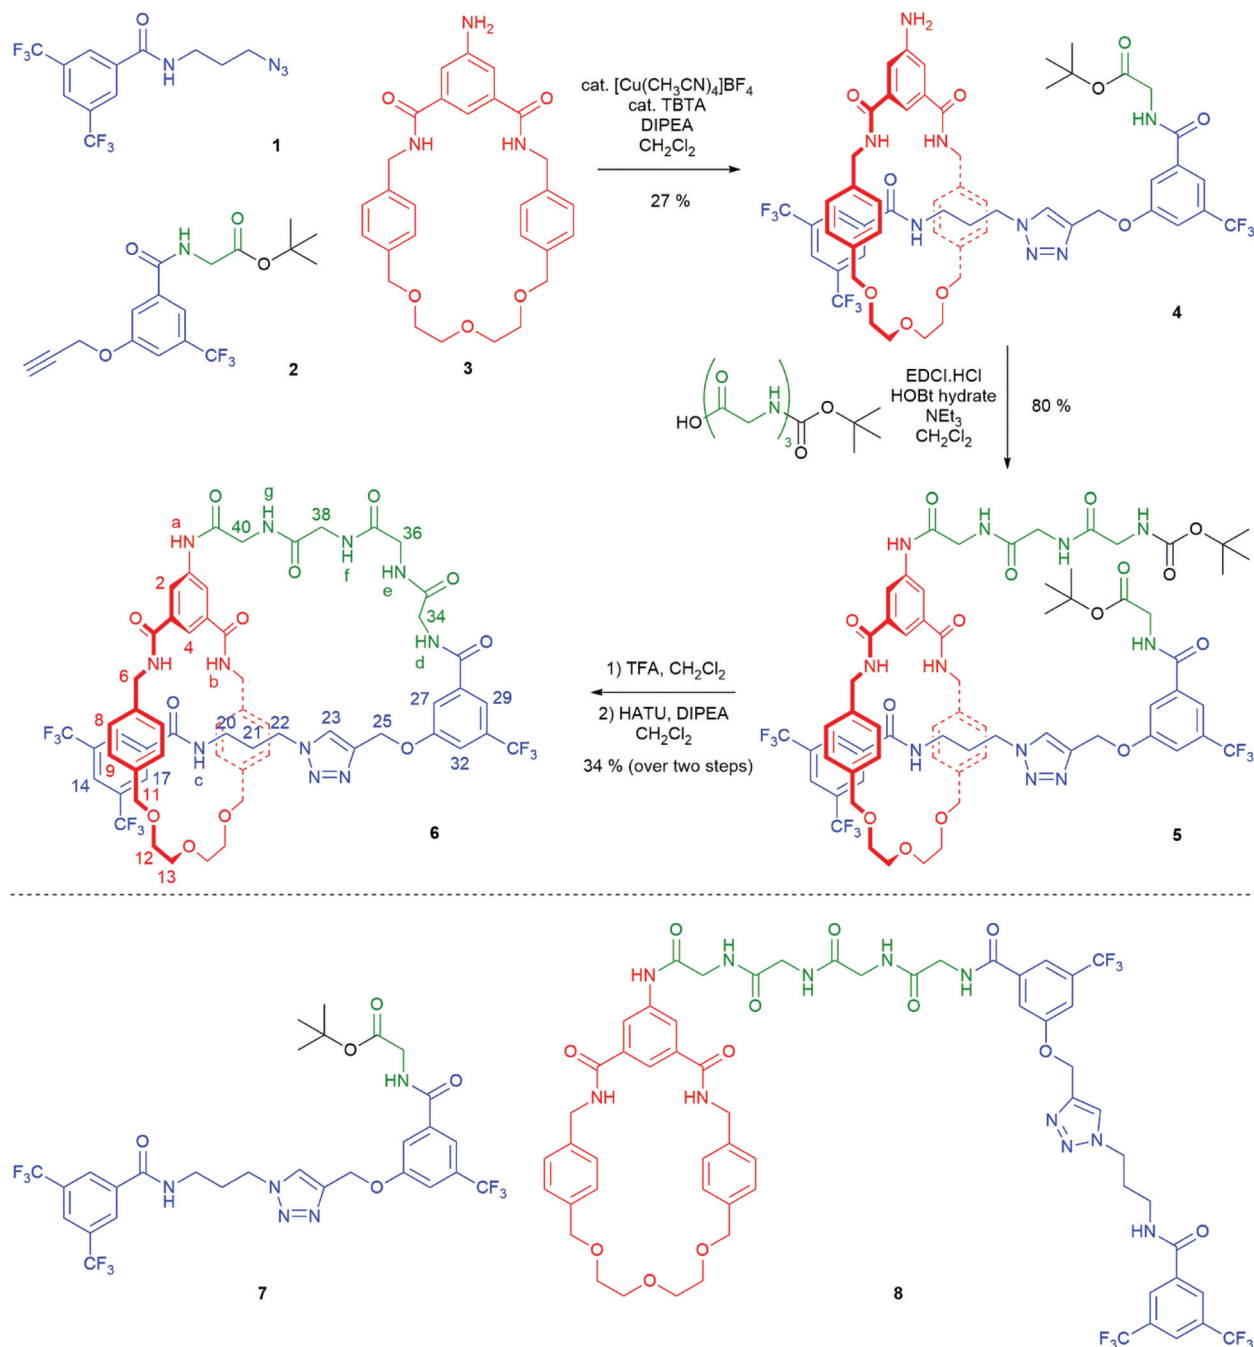 F₃C
O
N
H
N₃
CF₃
1
O
H
N
O
O
O
CF₃
2
NH₂
O
O
NH
HN
O
O
O
3
cat. [Cu(CH₃CN)₄]BF₄
cat. TBTA
DIPEA
CH₂Cl₂
27 %
NH₂
O
O
NH
HN
F₃C
O
NH
CF₃
N
N=N
O
CF₃
O
O
HN
O
O
O
O
4
HO
(
O
H
N
)
3
O
O
EDCI.HCl
HOBt hydrate
NEt₃
CH₂Cl₂
80 %
O
g
H
N
38
O
a
40
36
HN
O
N
H
f
HN
e
O
2
34
O
O
4
HN
d
O
6
NH
HN
b
27
29
8
O
20
22
23
25
F₃C
21
O
CF₃
14
9
17
NH
c
N
N=N
32
11
CF₃
O
O
O
12
13
6
1) TFA, CH₂Cl₂
2) HATU, DIPEA
CH₂Cl₂
34 % (over two steps)
O
H
N
O
H
N
O
HN
O
N
H
O
O
O
O
HN
O
O
O
NH
HN
F₃C
O
NH
N
N=N
O
CF₃
CF₃
O
O
O
5
O
O
HN
O
F₃C
O
N
H
N
N=N
O
CF₃
CF₃
7
O
H
N
O
H
N
O
HN
O
N
H
O
N
H
O
CF₃
O
O
NH
HN
O
O
O
O
N
N
N
HN
O
F₃C
CF₃
8